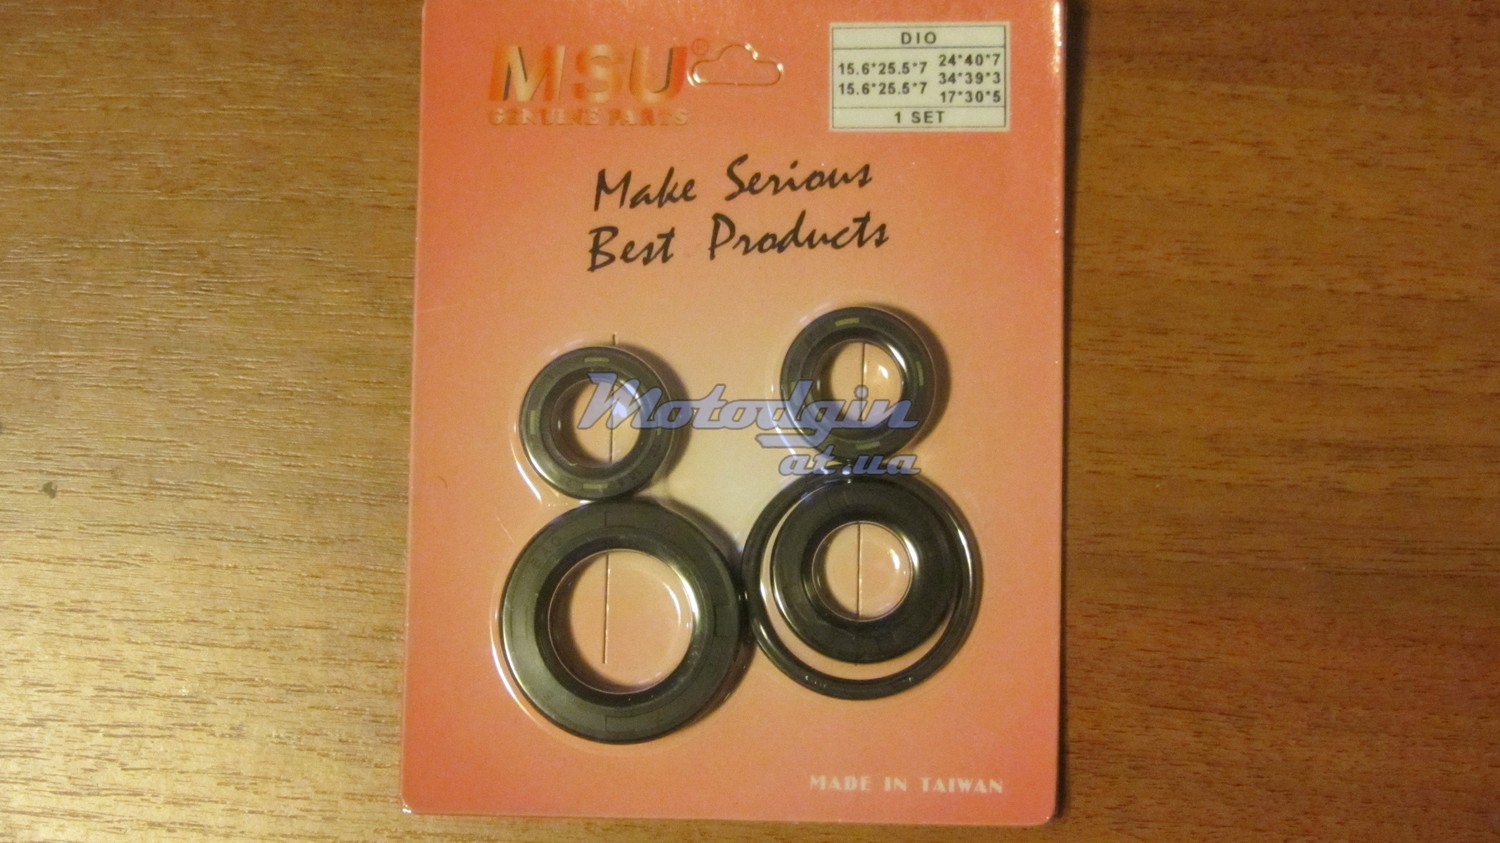 MSU®
GENUINE PARTS
DIO
15.6*25.5*7 24*40*7
15.6*25.5*7 34*39*3
17*30*5
1 SET
Make Serious
Best Products
Motodgin
at.ua
MADE IN TAIWAN